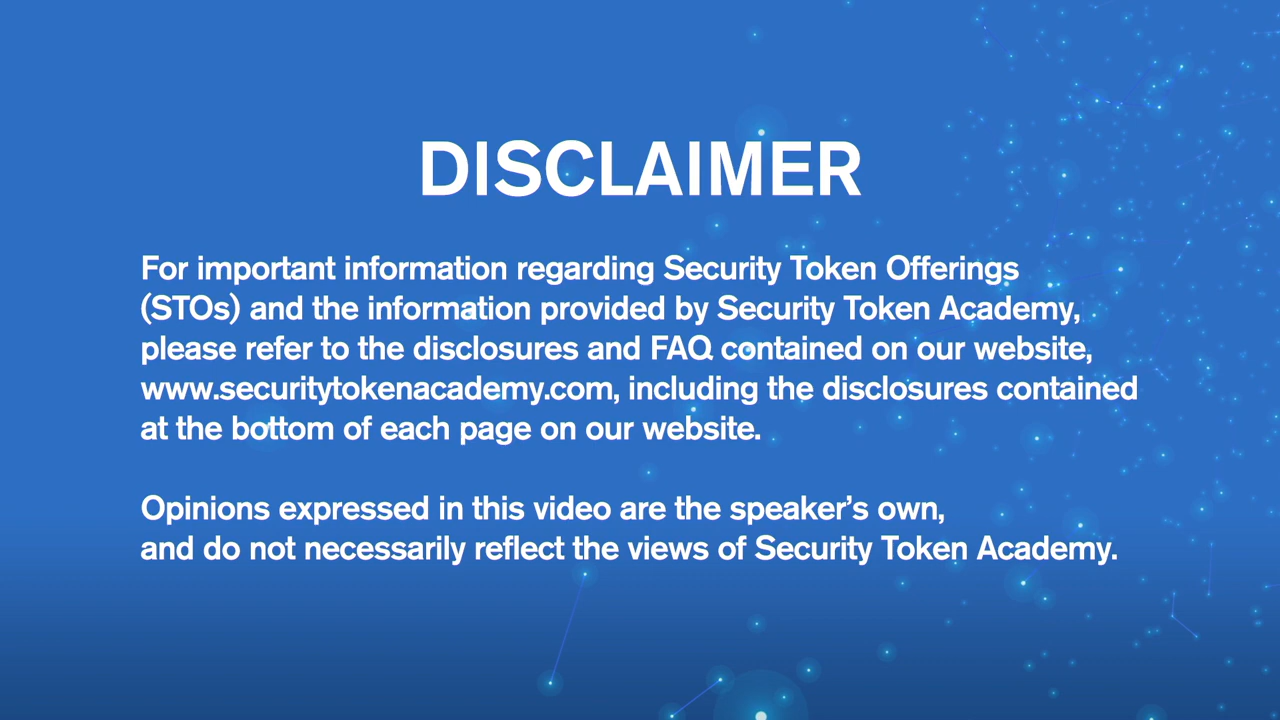 DISCLAIMER
For important information regarding Security Token Offerings
(STOs) and the information provided by Security Token Academy,
please refer to the disclosures and FAQ contained on our website,
www.securitytokenacademy.com, including the disclosures contained
at the bottom of each page on our website.
Opinions expressed in this video are the speaker’s own,
and do not necessarily reflect the views of Security Token Academy.